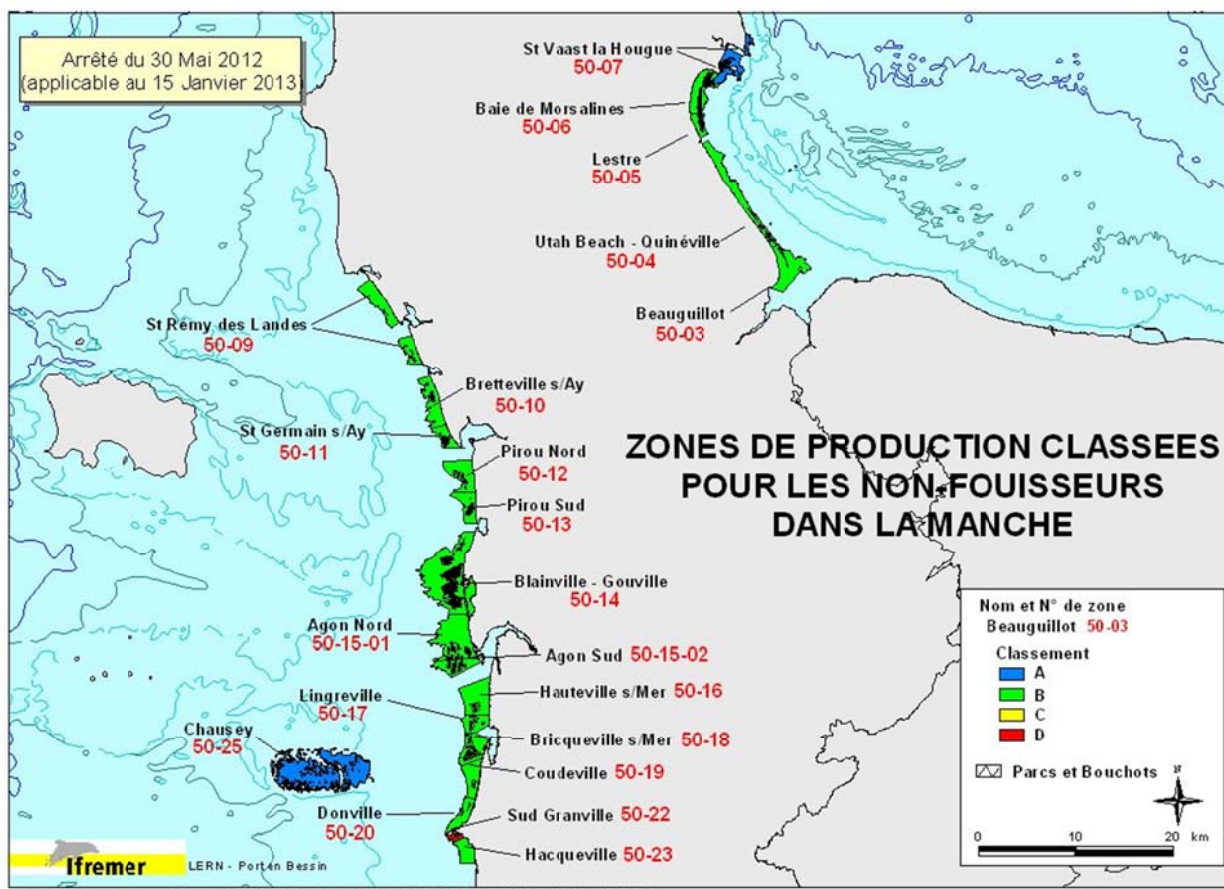 Arrêté du 30 Mai 2012
(applicable au 15 Janvier 2013)
St Vaast la Hougue
50-07
Baie de Morsalines
50-06
Lestre
50-05
Utah Beach - Quinéville
50-04
Beauguillot
50-03
St Rémy des Landes
50-09
Bretteville s/Ay
50-10
St Germain s/Ay
50-11
Pirou Nord
50-12
Pirou Sud
50-13
ZONES DE PRODUCTION CLASSEES
POUR LES NON-FOUISSEURS
DANS LA MANCHE
Blainville - Gouville
50-14
Agon Nord
50-15-01
Agon Sud 50-15-02
Hauteville s/Mer 50-16
Lingreville
50-17
Chausey
50-25
Bricqueville s/Mer 50-18
Coudeville 50-19
Donville
50-20
Sud Granville 50-22
Hacqueville 50-23
Nom et N° de zone
Beauguillot 50-03
Classement
A
B
C
D
Parcs et Bouchots
N
0 10 20 km
Ifremer
LERN - Port en Bessin